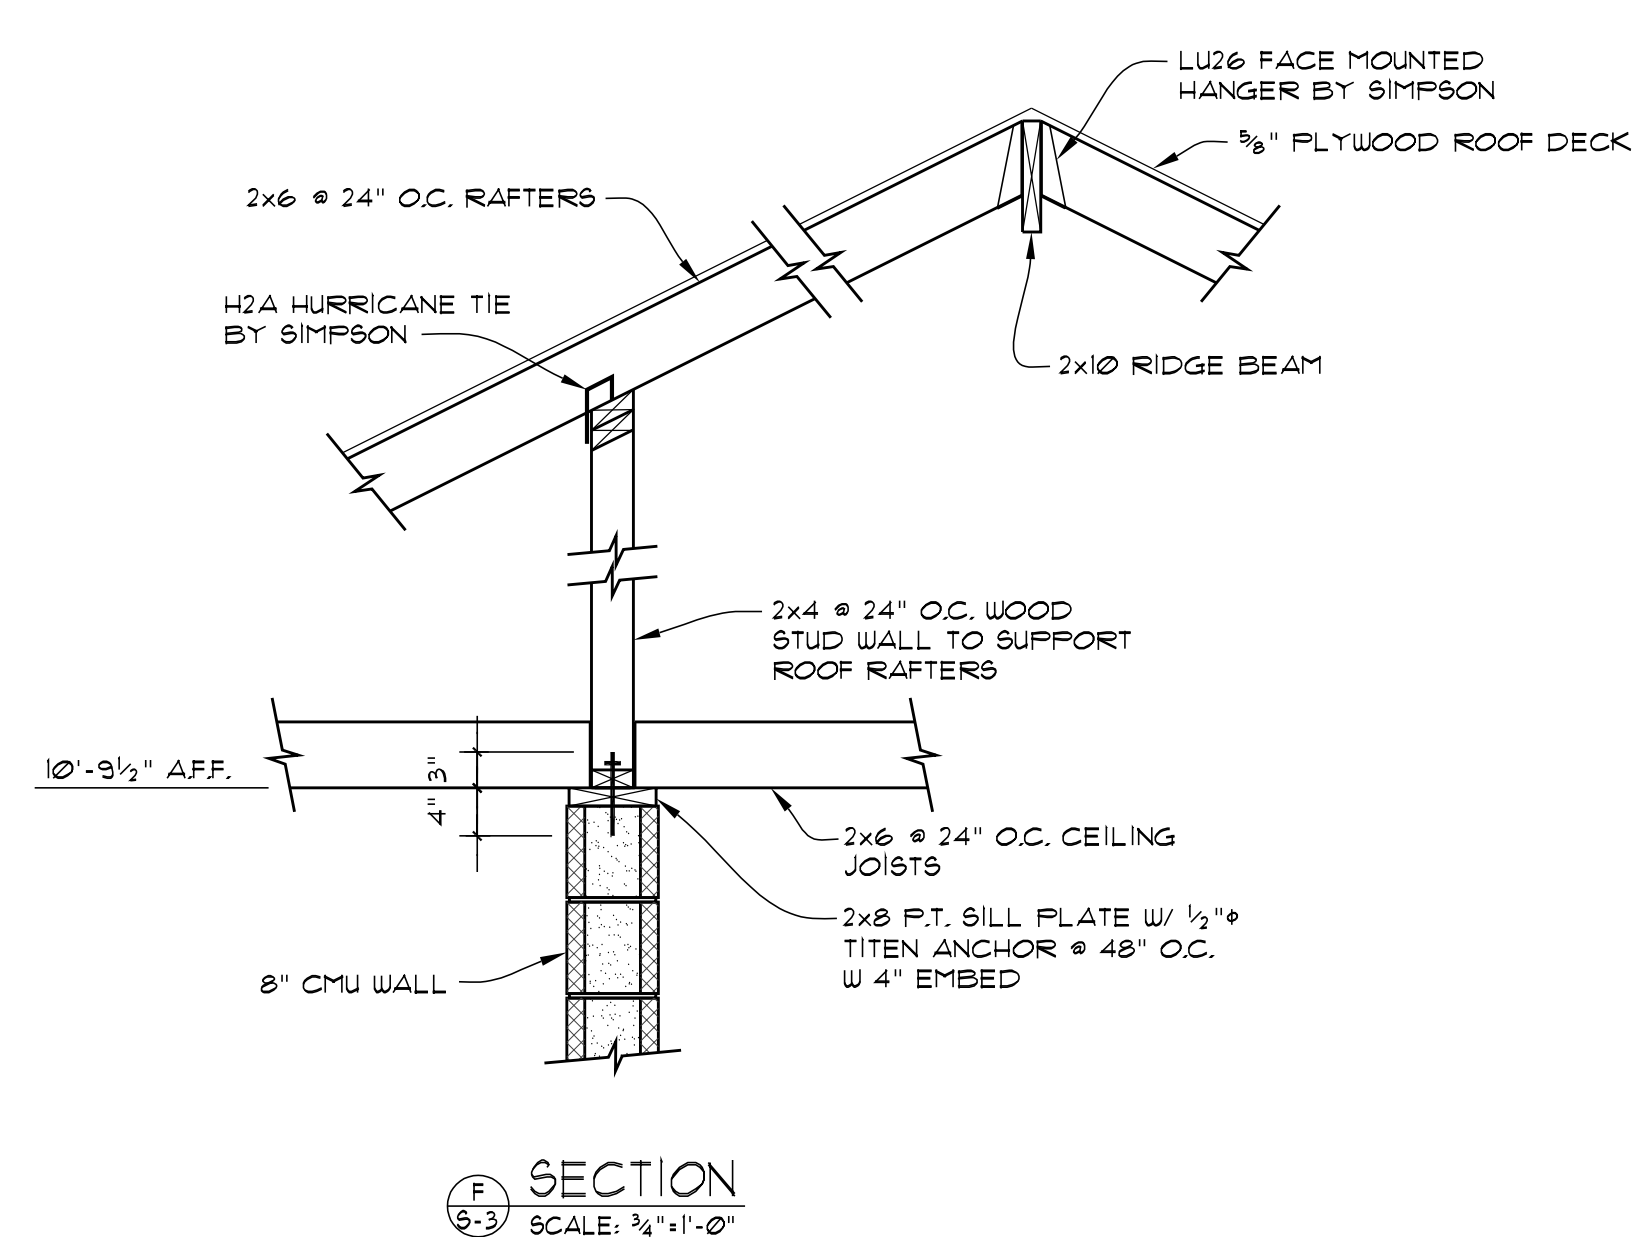 LU26 FACE MOUNTED
HANGER BY SIMPSON
5/8" PLYWOOD ROOF DECK
2x6 @ 24" O.C. RAFTERS
H2A HURRICANE TIE
BY SIMPSON
2x10 RIDGE BEAM
2x4 @ 24" O.C. WOOD
STUD WALL TO SUPPORT
ROOF RAFTERS
10'-9 1/2" A.F.F.
3"
4"
2x6 @ 24" O.C. CEILING
JOISTS
2x8 P.T. SILL PLATE W/ 1/2"Φ
TITEN ANCHOR @ 48" O.C.
W 4" EMBED
8" CMU WALL
F
S-3
SECTION
SCALE: 3/4"=1'-0"